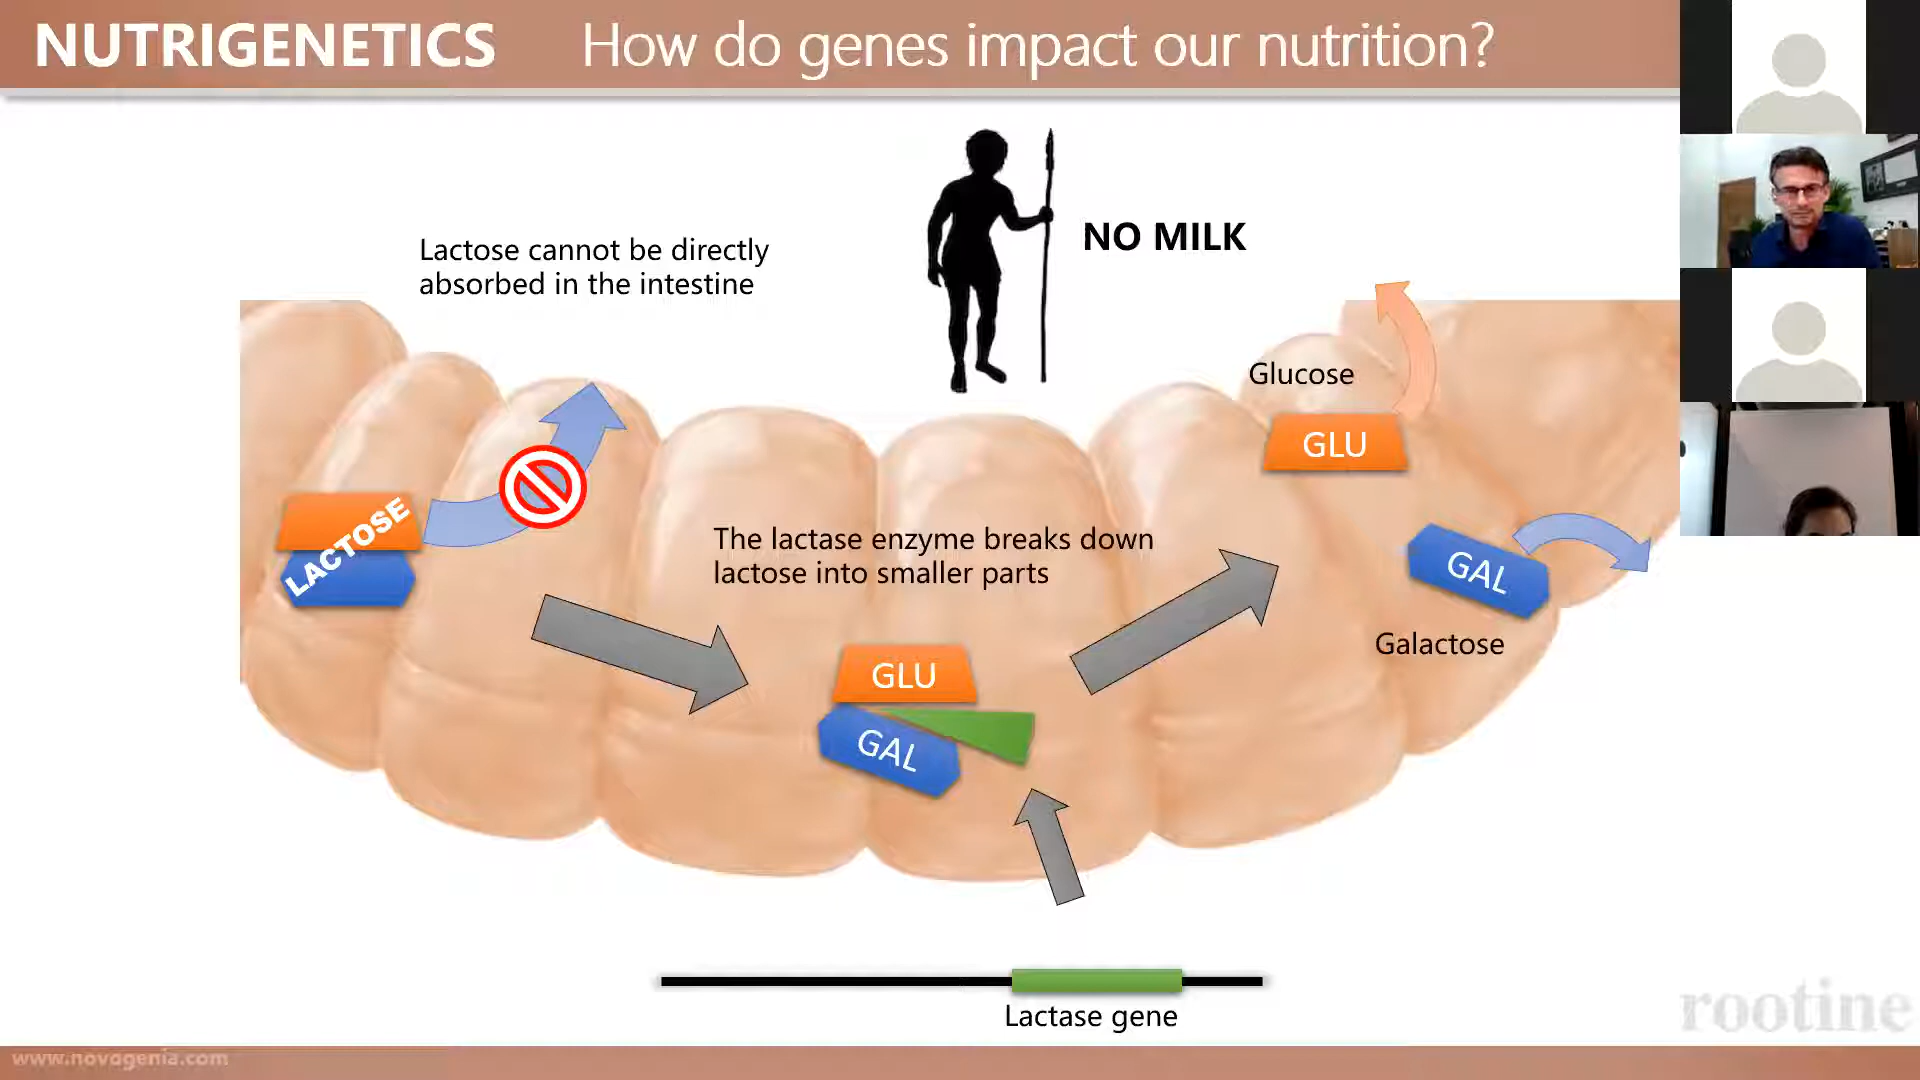 NUTRIGENETICS How do genes impact our nutrition?
NO MILK
Lactose cannot be directly
absorbed in the intestine
Glucose
GLU
LACTOSE
The lactase enzyme breaks down
lactose into smaller parts
GAL
Galactose
GLU
GAL
Lactase gene
rootine
www.novogenia.com